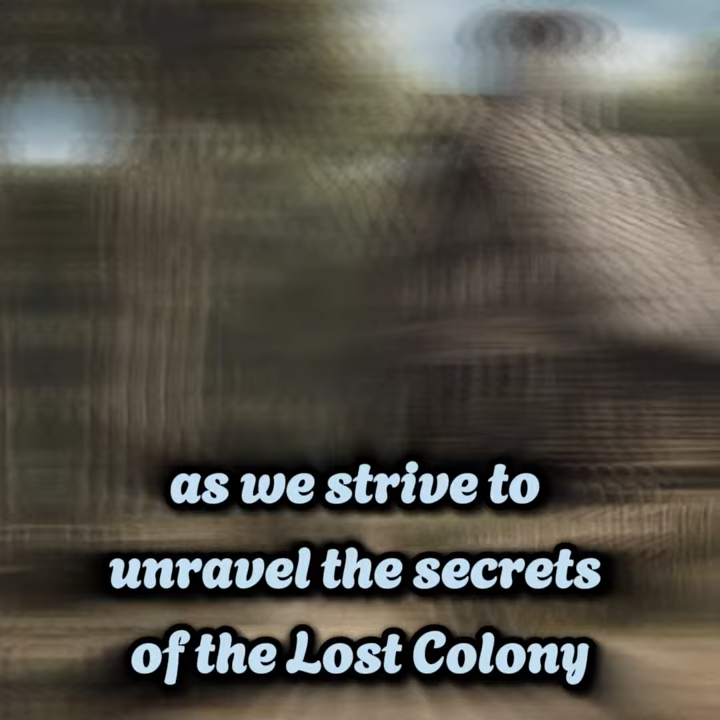 as we strive to
unravel the secrets
of the Lost Colony